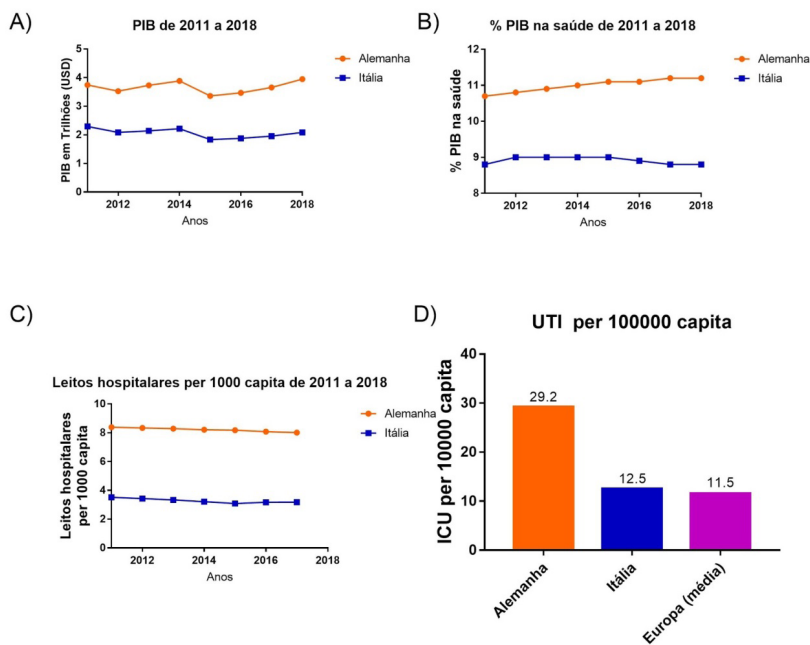 A)
PIB de 2011 a 2018
PIB em Trilhões (USD)
5
4
3
2
1
0
2012
2014
2016
2018
Anos
Alemanha
Itália
B)
% PIB na saúde de 2011 a 2018
% PIB na saúde
12
11
10
9
8
2012
2014
2016
2018
Anos
Alemanha
Itália
C)
Leitos hospitalares per 1000 capita de 2011 a 2018
Leitos hospitalares
per 1000 capita
10
8
6
4
2
0
2012
2014
2016
2018
Anos
Alemanha
Itália
D)
UTI per 100000 capita
ICU per 10000 capita
40
30
20
10
0
29.2
12.5
11.5
Alemanha
Itália
Europa (média)